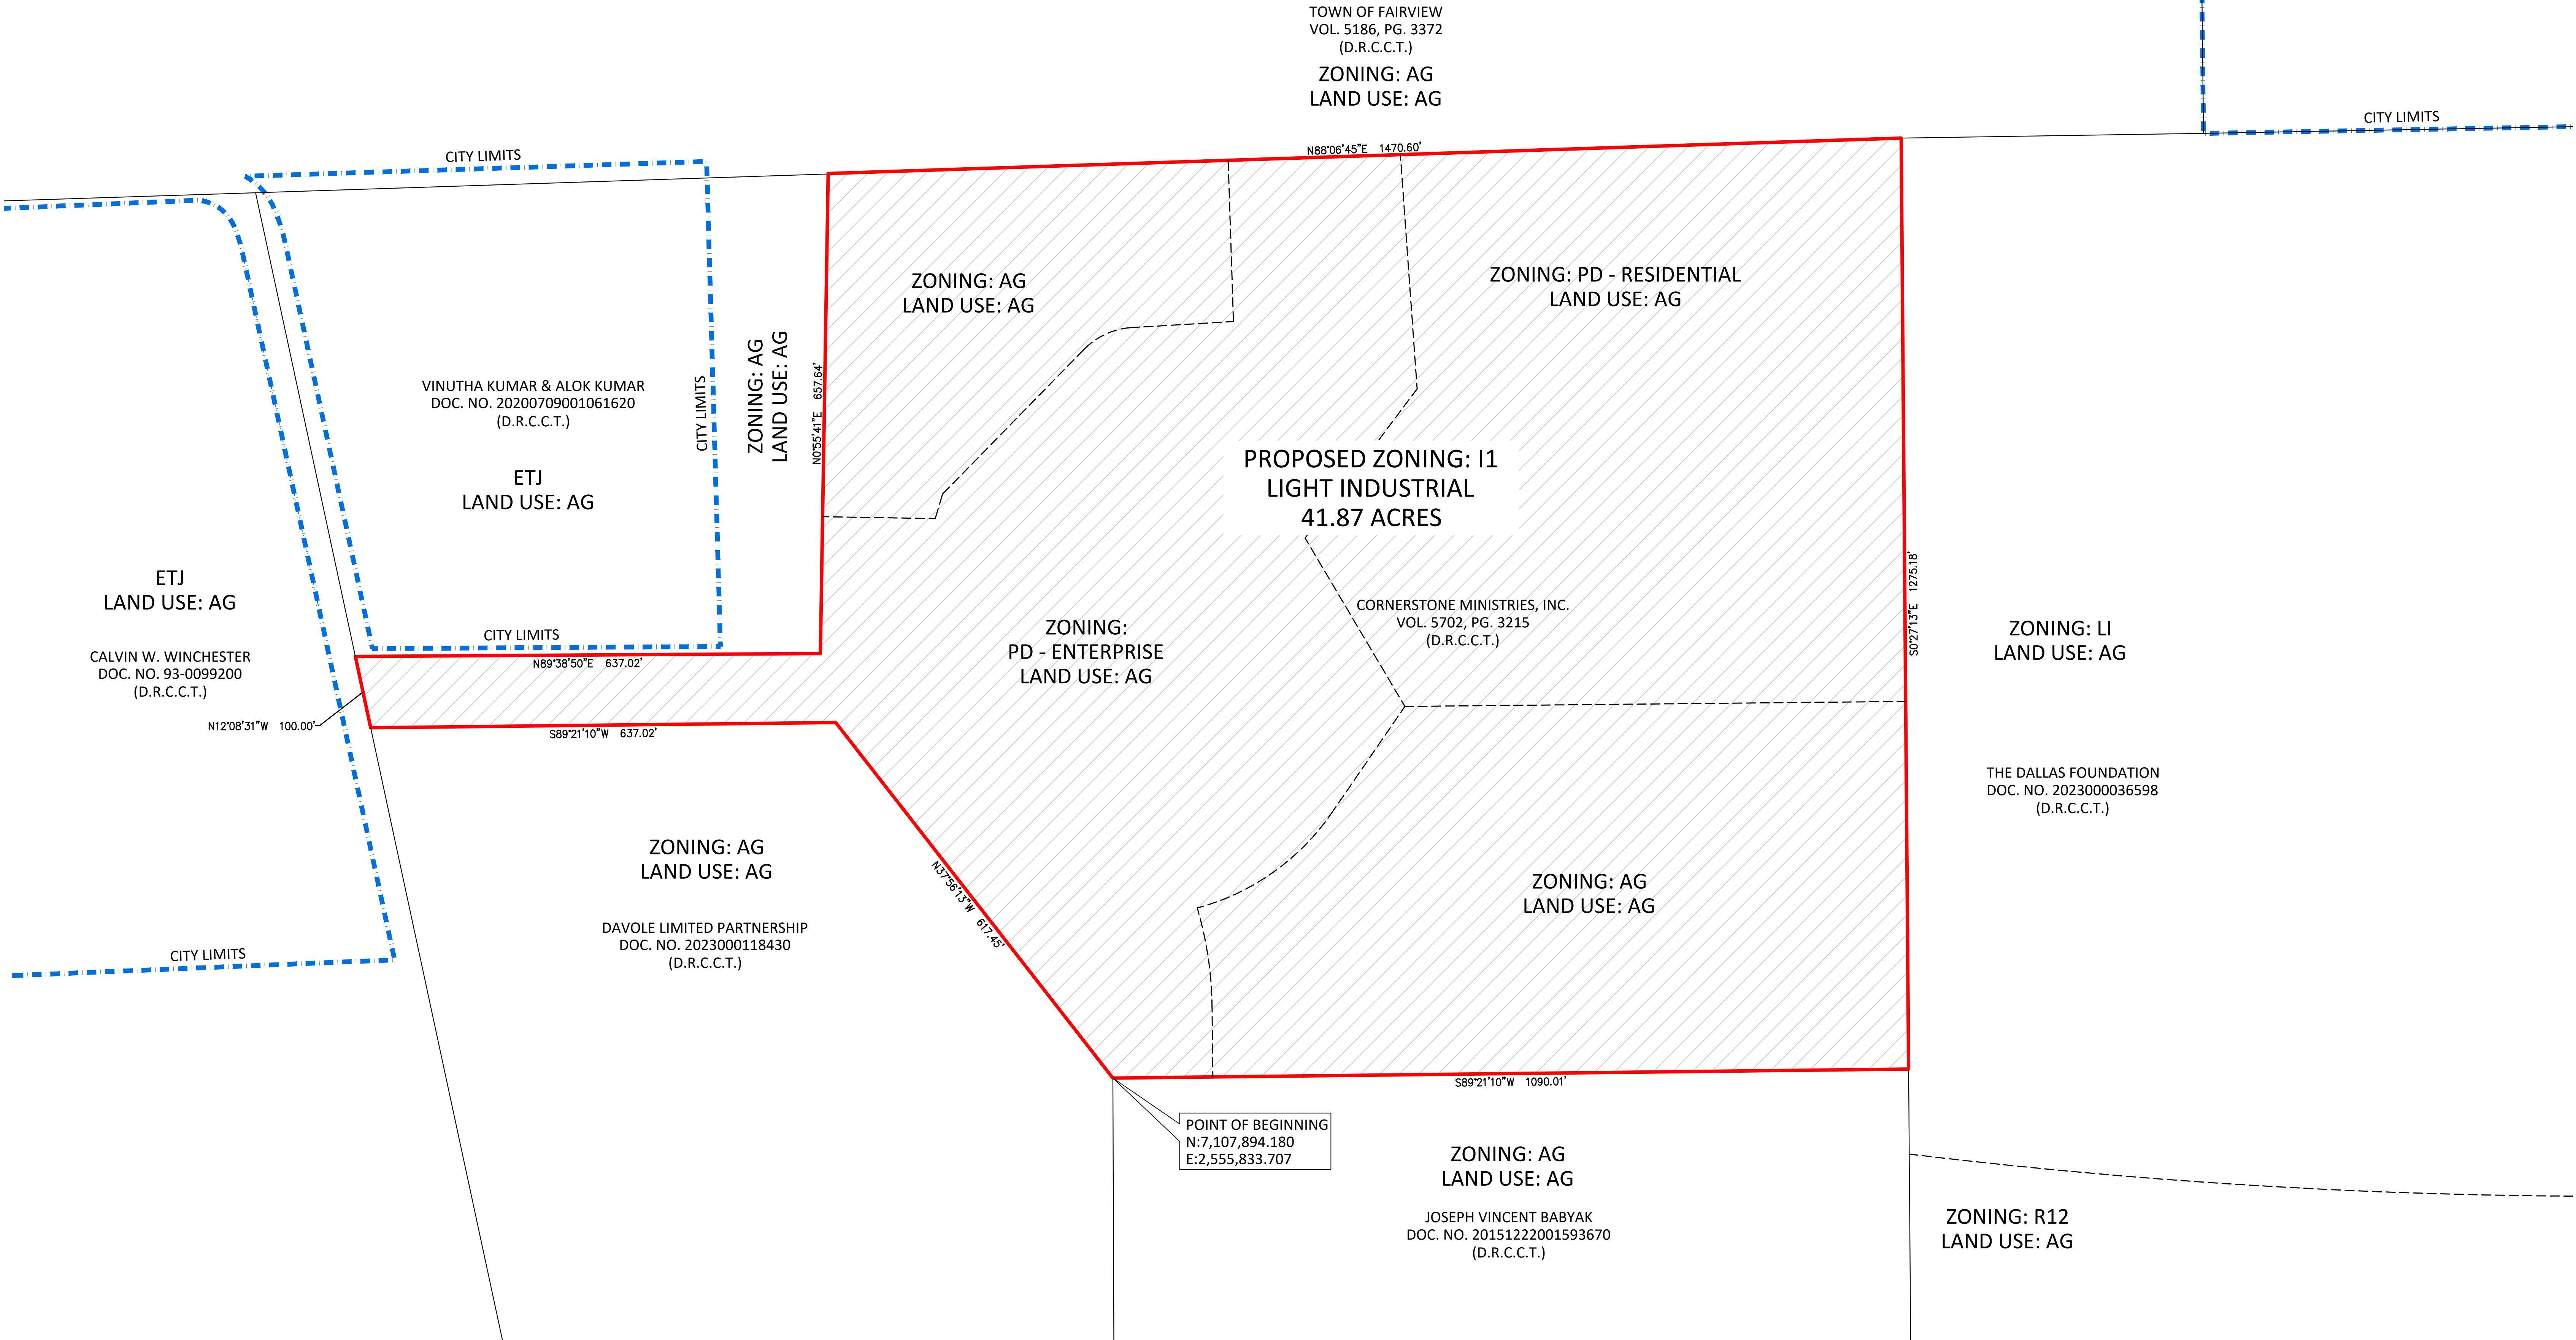 TOWN OF FAIRVIEW
VOL. 5186, PG. 3372
(D.R.C.C.T.)
ZONING: AG
LAND USE: AG
CITY LIMITS
CITY LIMITS
N88°06'45"E 1470.60'
ZONING: AG
LAND USE: AG
ZONING: PD - RESIDENTIAL
LAND USE: AG
VINUTHA KUMAR & ALOK KUMAR
DOC. NO. 20200709001061620
(D.R.C.C.T.)
ETJ
LAND USE: AG
CITY LIMITS
ZONING: AG
LAND USE: AG
N0°55'41"E 657.64'
PROPOSED ZONING: I1
LIGHT INDUSTRIAL
41.87 ACRES
ETJ
LAND USE: AG
CALVIN W. WINCHESTER
DOC. NO. 93-0099200
(D.R.C.C.T.)
CITY LIMITS
N89°38'50"E 637.02'
ZONING:
PD - ENTERPRISE
LAND USE: AG
CORNERSTONE MINISTRIES, INC.
VOL. 5702, PG. 3215
(D.R.C.C.T.)
S0°27'13"E 1275.18'
ZONING: LI
LAND USE: AG
N12°08'31"W 100.00'
S89°21'10"W 637.02'
THE DALLAS FOUNDATION
DOC. NO. 2023000036598
(D.R.C.C.T.)
ZONING: AG
LAND USE: AG
DAVOLE LIMITED PARTNERSHIP
DOC. NO. 2023000118430
(D.R.C.C.T.)
N37°56'13"W 617.45'
ZONING: AG
LAND USE: AG
CITY LIMITS
S89°21'10"W 1090.01'
POINT OF BEGINNING
N:7,107,894.180
E:2,555,833.707
ZONING: AG
LAND USE: AG
JOSEPH VINCENT BABYAK
DOC. NO. 20151222001593670
(D.R.C.C.T.)
ZONING: R12
LAND USE: AG